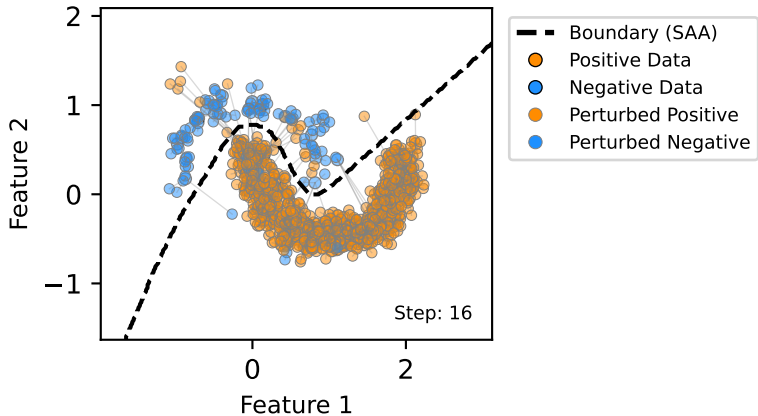 2
1
0
−1
Feature 2
0
2
Feature 1
Step: 16
Boundary (SAA)
Positive Data
Negative Data
Perturbed Positive
Perturbed Negative